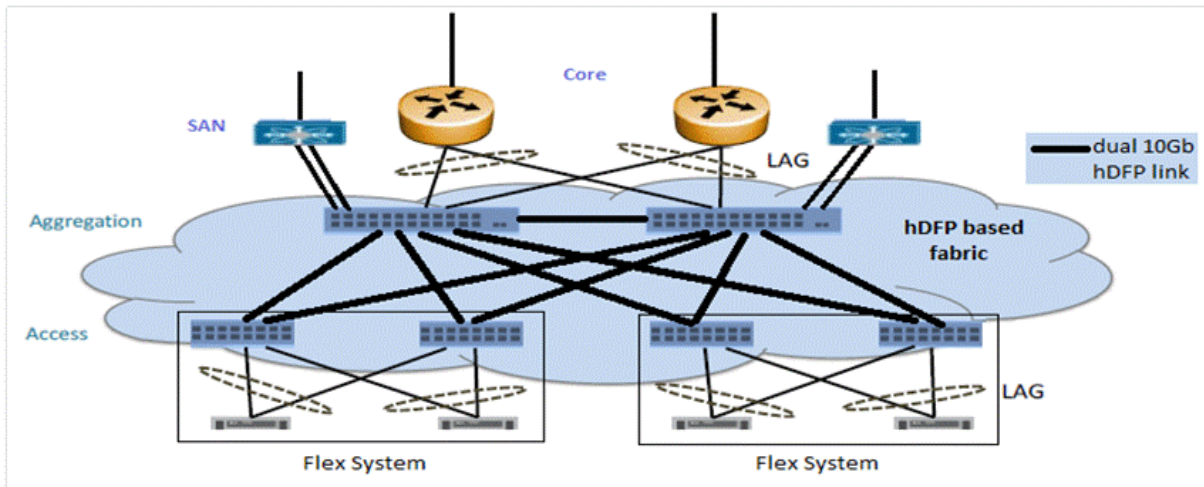 Core
SAN
LAG
dual 10Gb
hDFP link
Aggregation
hDFP based
fabric
Access
LAG
Flex System
Flex System